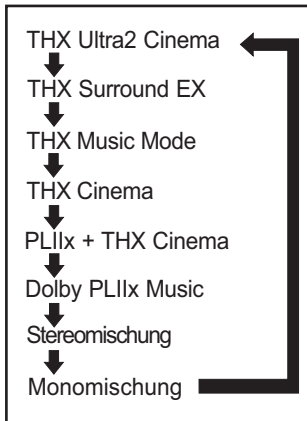 THX Ultra2 Cinema
THX Surround EX
THX Music Mode
THX Cinema
PLIIx + THX Cinema
Dolby PLIIx Music
Stereomischung
Monomischung